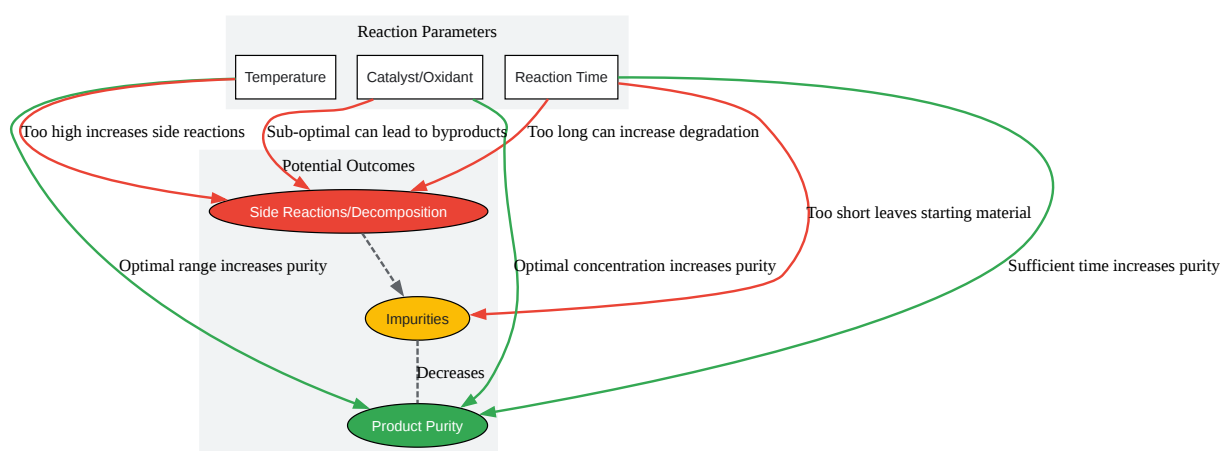 Reaction Parameters
Temperature
Catalyst/Oxidant
Reaction Time
Too high increases side reactions
Sub-optimal can lead to byproducts
Too long can increase degradation
Potential Outcomes
Side Reactions/Decomposition
Too short leaves starting material
Optimal range increases purity
Optimal concentration increases purity
Sufficient time increases purity
Impurities
Decreases
Product Purity